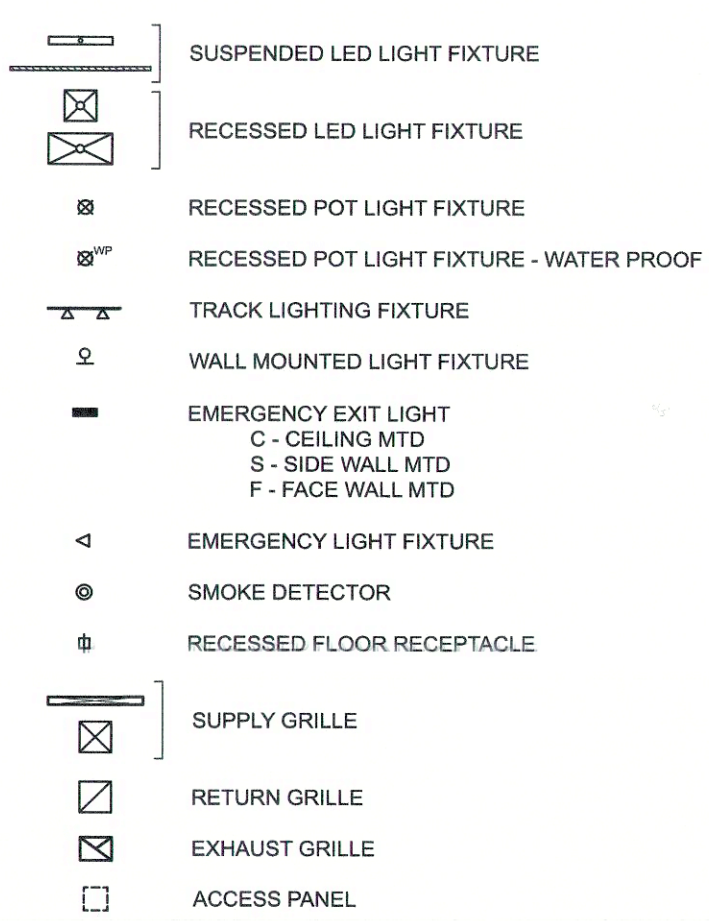 SUSPENDED LED LIGHT FIXTURE
RECESSED LED LIGHT FIXTURE
RECESSED POT LIGHT FIXTURE
WP
RECESSED POT LIGHT FIXTURE - WATER PROOF
TRACK LIGHTING FIXTURE
WALL MOUNTED LIGHT FIXTURE
EMERGENCY EXIT LIGHT
C - CEILING MTD
S - SIDE WALL MTD
F - FACE WALL MTD
EMERGENCY LIGHT FIXTURE
SMOKE DETECTOR
RECESSED FLOOR RECEPTACLE
SUPPLY GRILLE
RETURN GRILLE
EXHAUST GRILLE
ACCESS PANEL